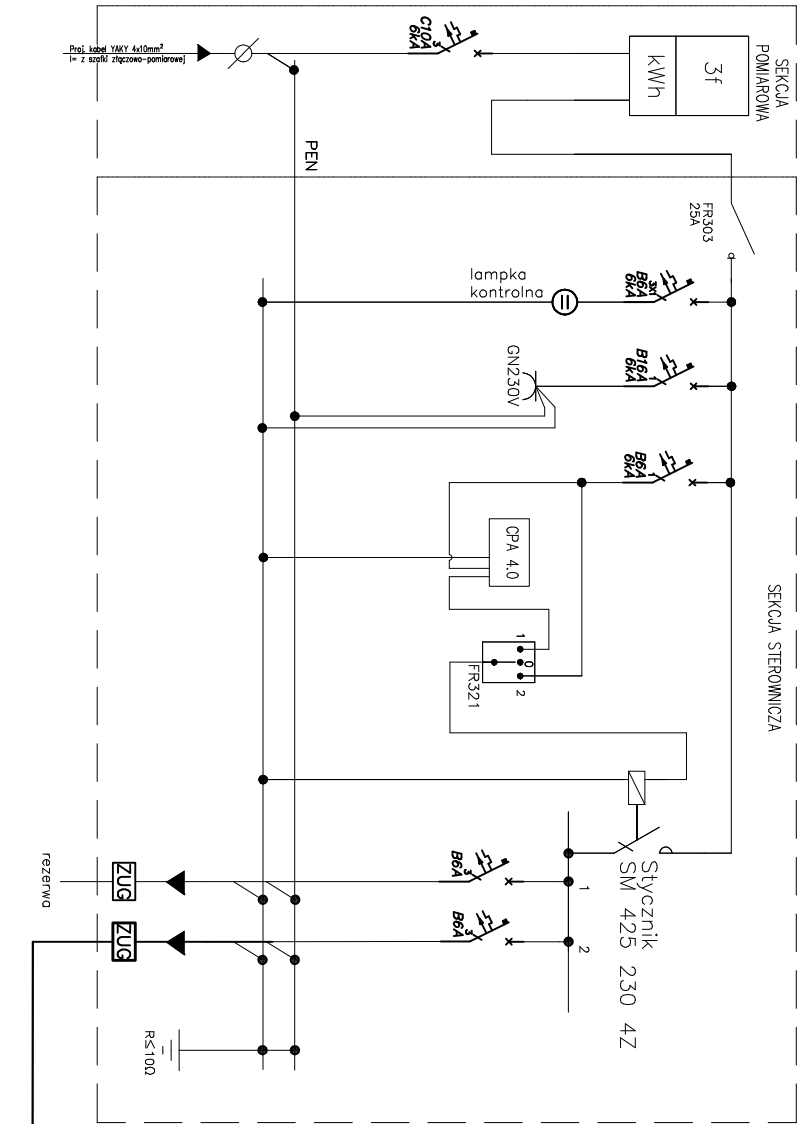 Proj. kabel YAKY 4x10mm²
l= z szafki złączowo-pomiarowej
C10A
3
6kA
kWh
3f
SEKCJA
POMIAROWA
PEN
FR303
25A
lampka
kontrolna
B6A
3x1
6kA
GN230V
B16A
1
6kA
B6A
1
6kA
CPA 4.0
SEKCJA STEROWNICZA
1
0
2
FR321
Stycznik
SM 425 230 4Z
rezerwa
ZUG
B6A
3
1
ZUG
B6A
3
2
R≤10Ω